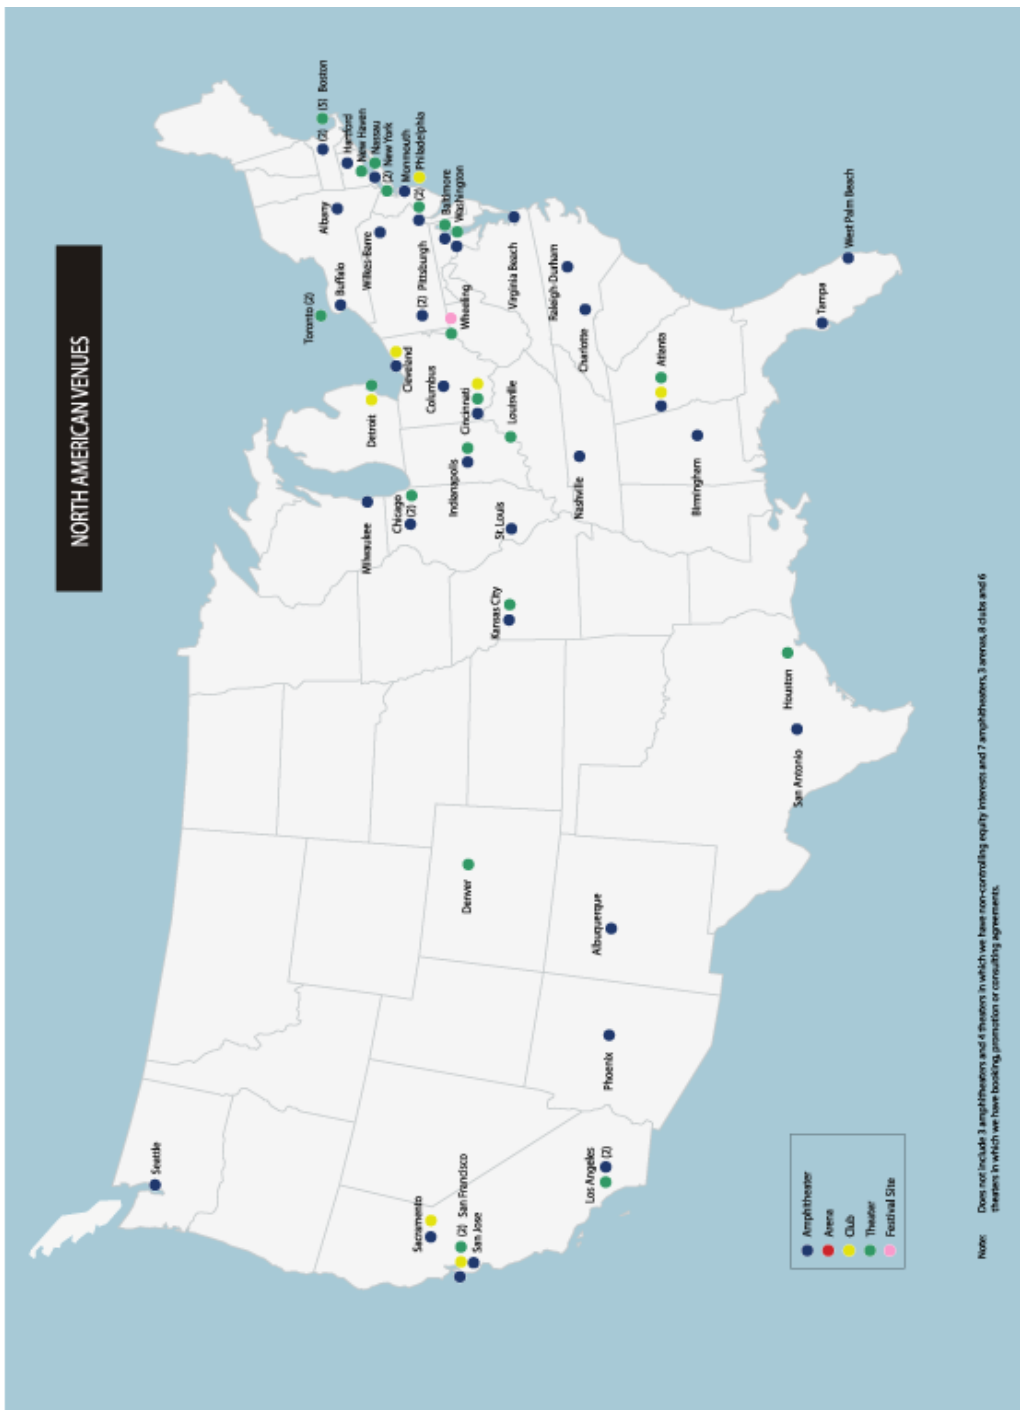 NORTH AMERICAN VENUES
Seattle
Sacramento
(2) San Francisco
San Jose
Los Angeles
(2)
Phoenix
Albuquerque
Denver
San Antonio
Houston
Kansas City
St. Louis
Milwaukee
Chicago
(2)
Indianapolis
Detroit
Cincinnati
Louisville
Columbus
Cleveland
Nashville
Birmingham
Atlanta
Tampa
West Palm Beach
Charlotte
Raleigh-Durham
Virginia Beach
Wheeling
(2) Pittsburgh
Toronto (2)
Buffalo
Wilkes-Barre
Albany
(2) (5) Boston
Hartford
New Haven
Nassau
(2) New York
Monmouth
(2) Philadelphia
Baltimore
Washington
Amphitheater
Arena
Club
Theater
Festival Site
Note: Does not include 3 amphitheaters and 4 theaters in which we have non-controlling equity interests and 7 amphitheaters, 3 arenas, 8 clubs and 6
theaters in which we have booking, promotion or consulting agreements.